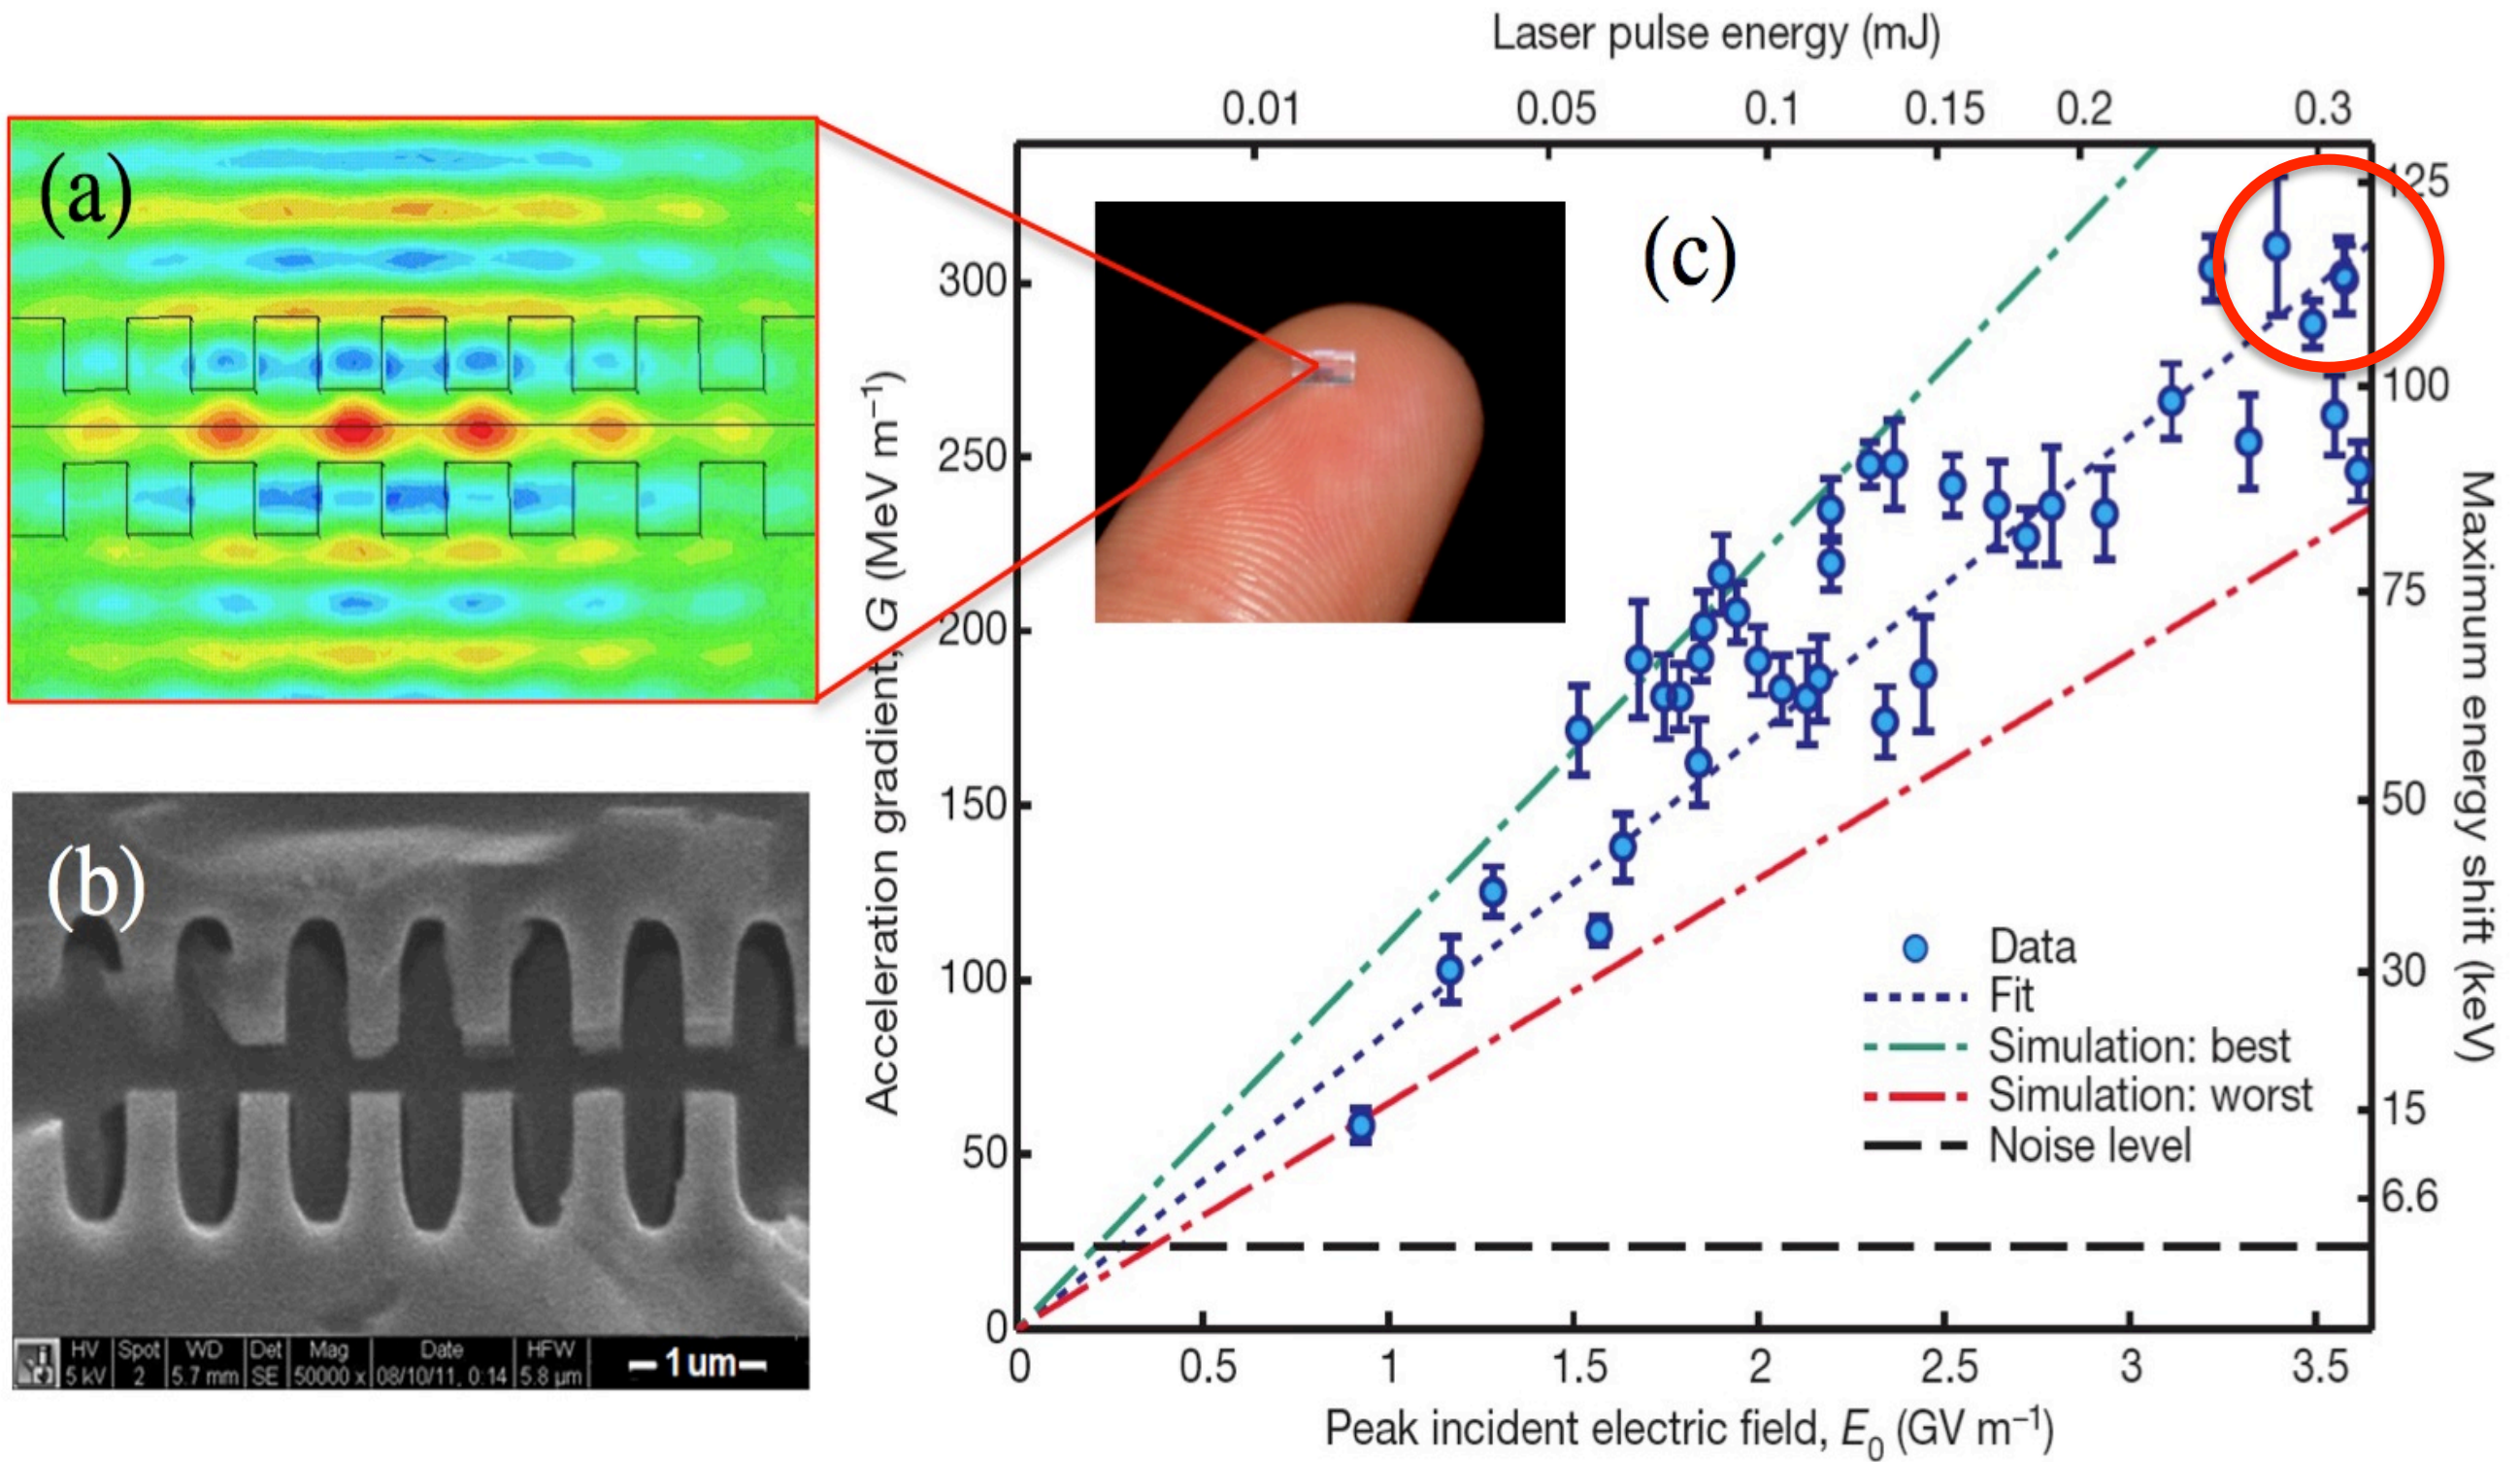 (a)
(b)
HV Spot WD Det Mag Date HFW
5 kV 2 5.7 mm SE 50000 x 08/10/11, 0:14 5.8 µm
1 um
(c)
Laser pulse energy (mJ)
0.01 0.05 0.1 0.15 0.2 0.3
Acceleration gradient, G (MeV m⁻¹)
300
250
200
150
100
50
0
0 0.5 1 1.5 2 2.5 3 3.5
Peak incident electric field, E₀ (GV m⁻¹)
125
100
75
50
30
15
6.6
Maximum energy shift (keV)
Data
Fit
Simulation: best
Simulation: worst
Noise level